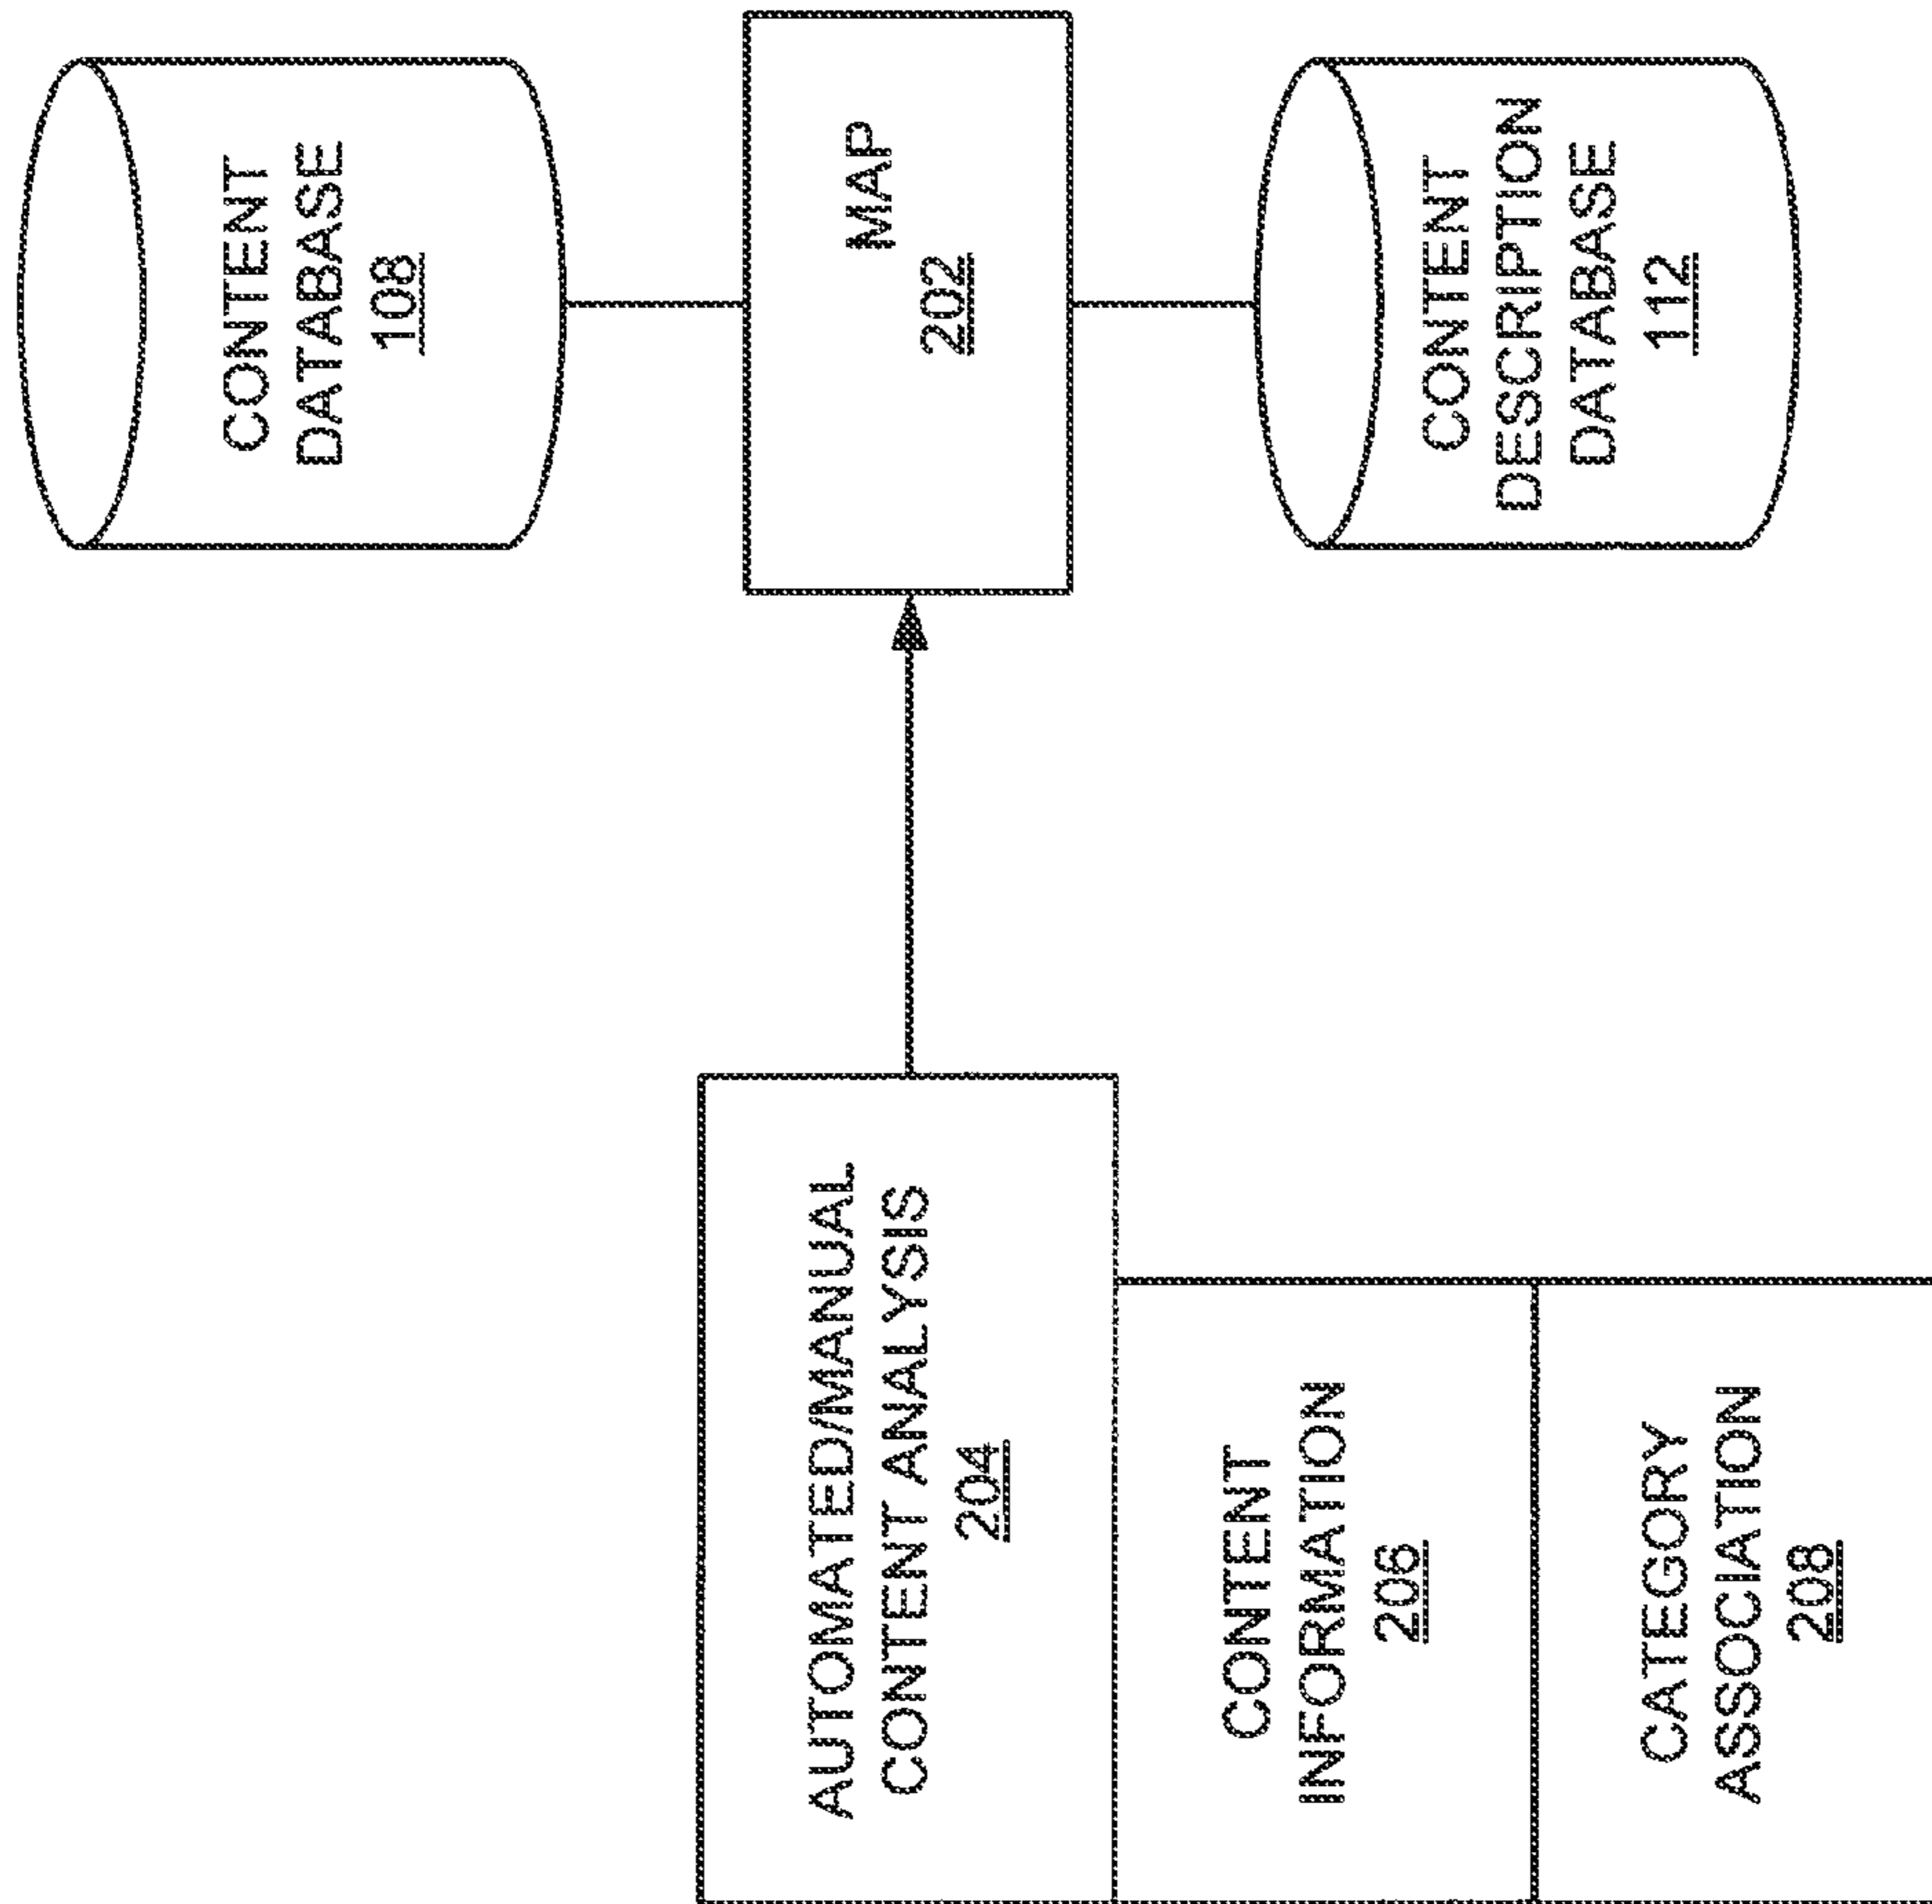 CONTENT
DATABASE
108
MAP
202
CONTENT
DESCRIPTION
DATABASE
112
AUTOMATED/MANUAL
CONTENT ANALYSIS
204
CONTENT
INFORMATION
206
CATEGORY
ASSOCIATION
208